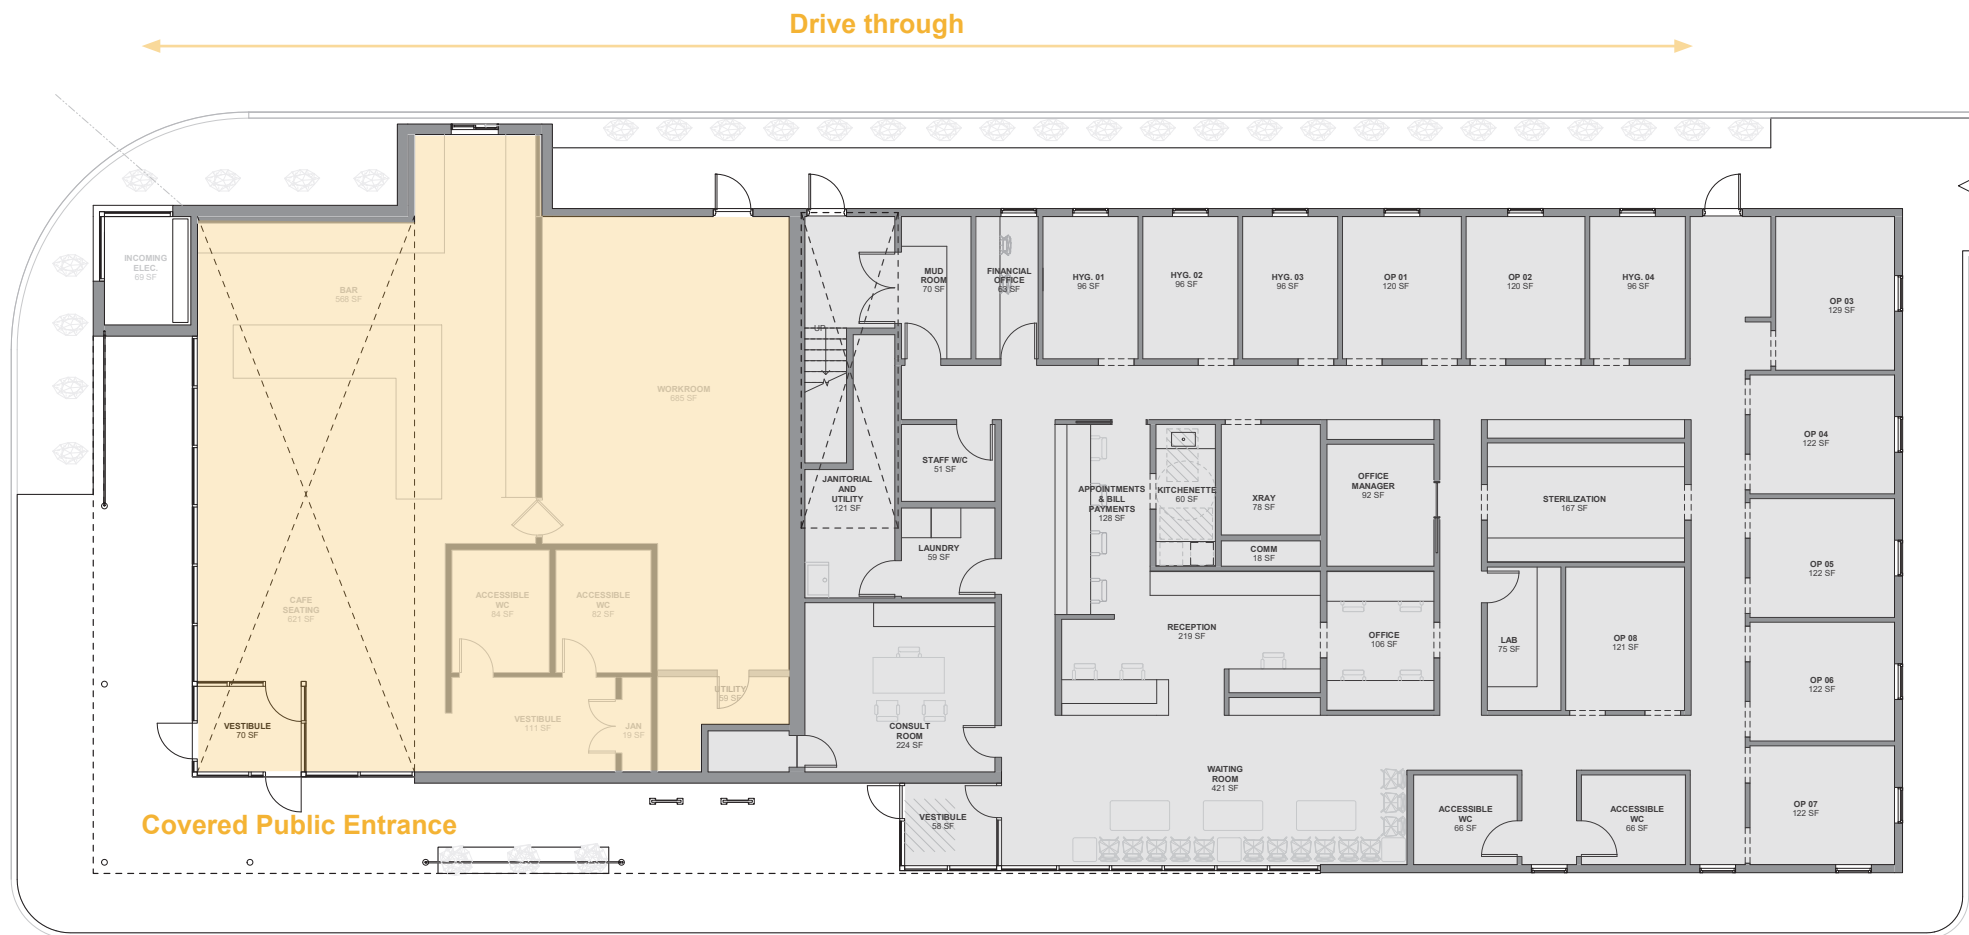 Drive through
INCOMING
ELEC.
69 SF
BAR
568 SF
WORKROOM
685 SF
UP
MUD
ROOM
70 SF
FINANCIAL
OFFICE
63 SF
HYG. 01
96 SF
HYG. 02
96 SF
HYG. 03
96 SF
OP 01
120 SF
OP 02
120 SF
HYG. 04
96 SF
OP 03
129 SF
OP 04
122 SF
STAFF W/C
51 SF
JANITORIAL
AND
UTILITY
121 SF
APPOINTMENTS
& BILL
PAYMENTS
128 SF
KITCHENETTE
60 SF
XRAY
78 SF
OFFICE
MANAGER
92 SF
STERILIZATION
167 SF
LAUNDRY
59 SF
COMM
18 SF
OP 05
122 SF
CAFE
SEATING
621 SF
ACCESSIBLE
WC
84 SF
ACCESSIBLE
WC
82 SF
RECEPTION
219 SF
OFFICE
106 SF
LAB
75 SF
OP 08
121 SF
OP 06
122 SF
VESTIBULE
70 SF
VESTIBULE
111 SF
JAN
19 SF
UTILITY
59 SF
CONSULT
ROOM
224 SF
WAITING
ROOM
421 SF
VESTIBULE
58 SF
ACCESSIBLE
WC
66 SF
ACCESSIBLE
WC
66 SF
OP 07
122 SF
Covered Public Entrance